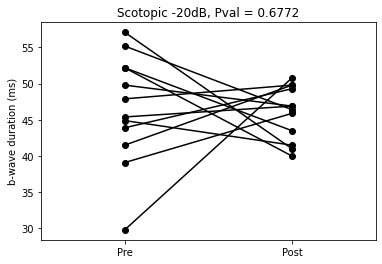 Scotopic -20dB, Pval = 0.6772
b-wave duration (ms)
55
50
45
40
35
30
Pre Post